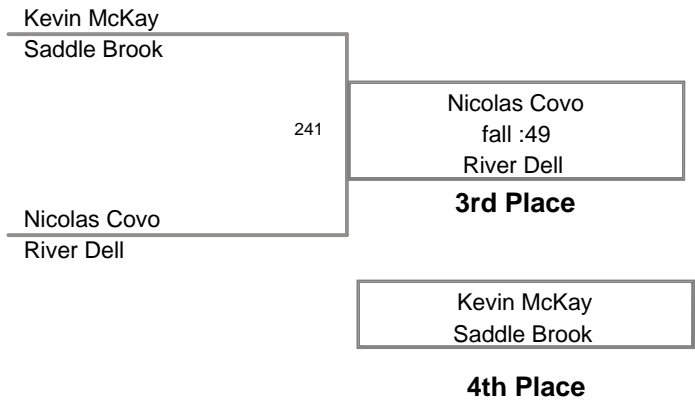 Kevin McKay
Saddle Brook
241
Nicolas Covo
fall :49
River Dell
3rd Place
Nicolas Covo
River Dell
Kevin McKay
Saddle Brook
4th Place